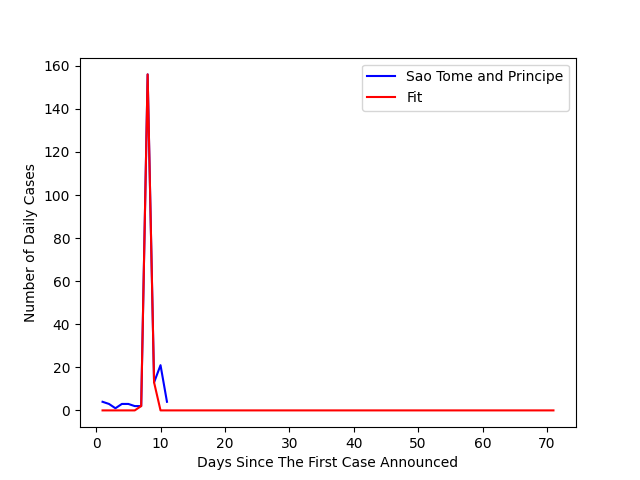 Sao Tome and Principe
Fit
Number of Daily Cases
160
140
120
100
80
60
40
20
0
0 10 20 30 40 50 60 70
Days Since The First Case Announced